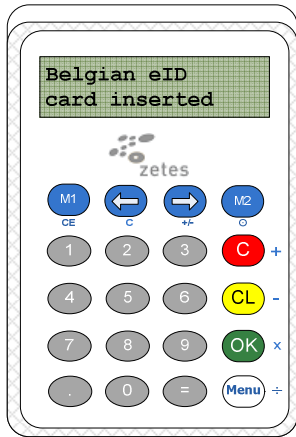 Belgian eID
card inserted
zetes
M1 M2
CE C +/- ⊙
1 2 3 C +
4 5 6 CL -
7 8 9 OK x
. 0 = Menu ÷